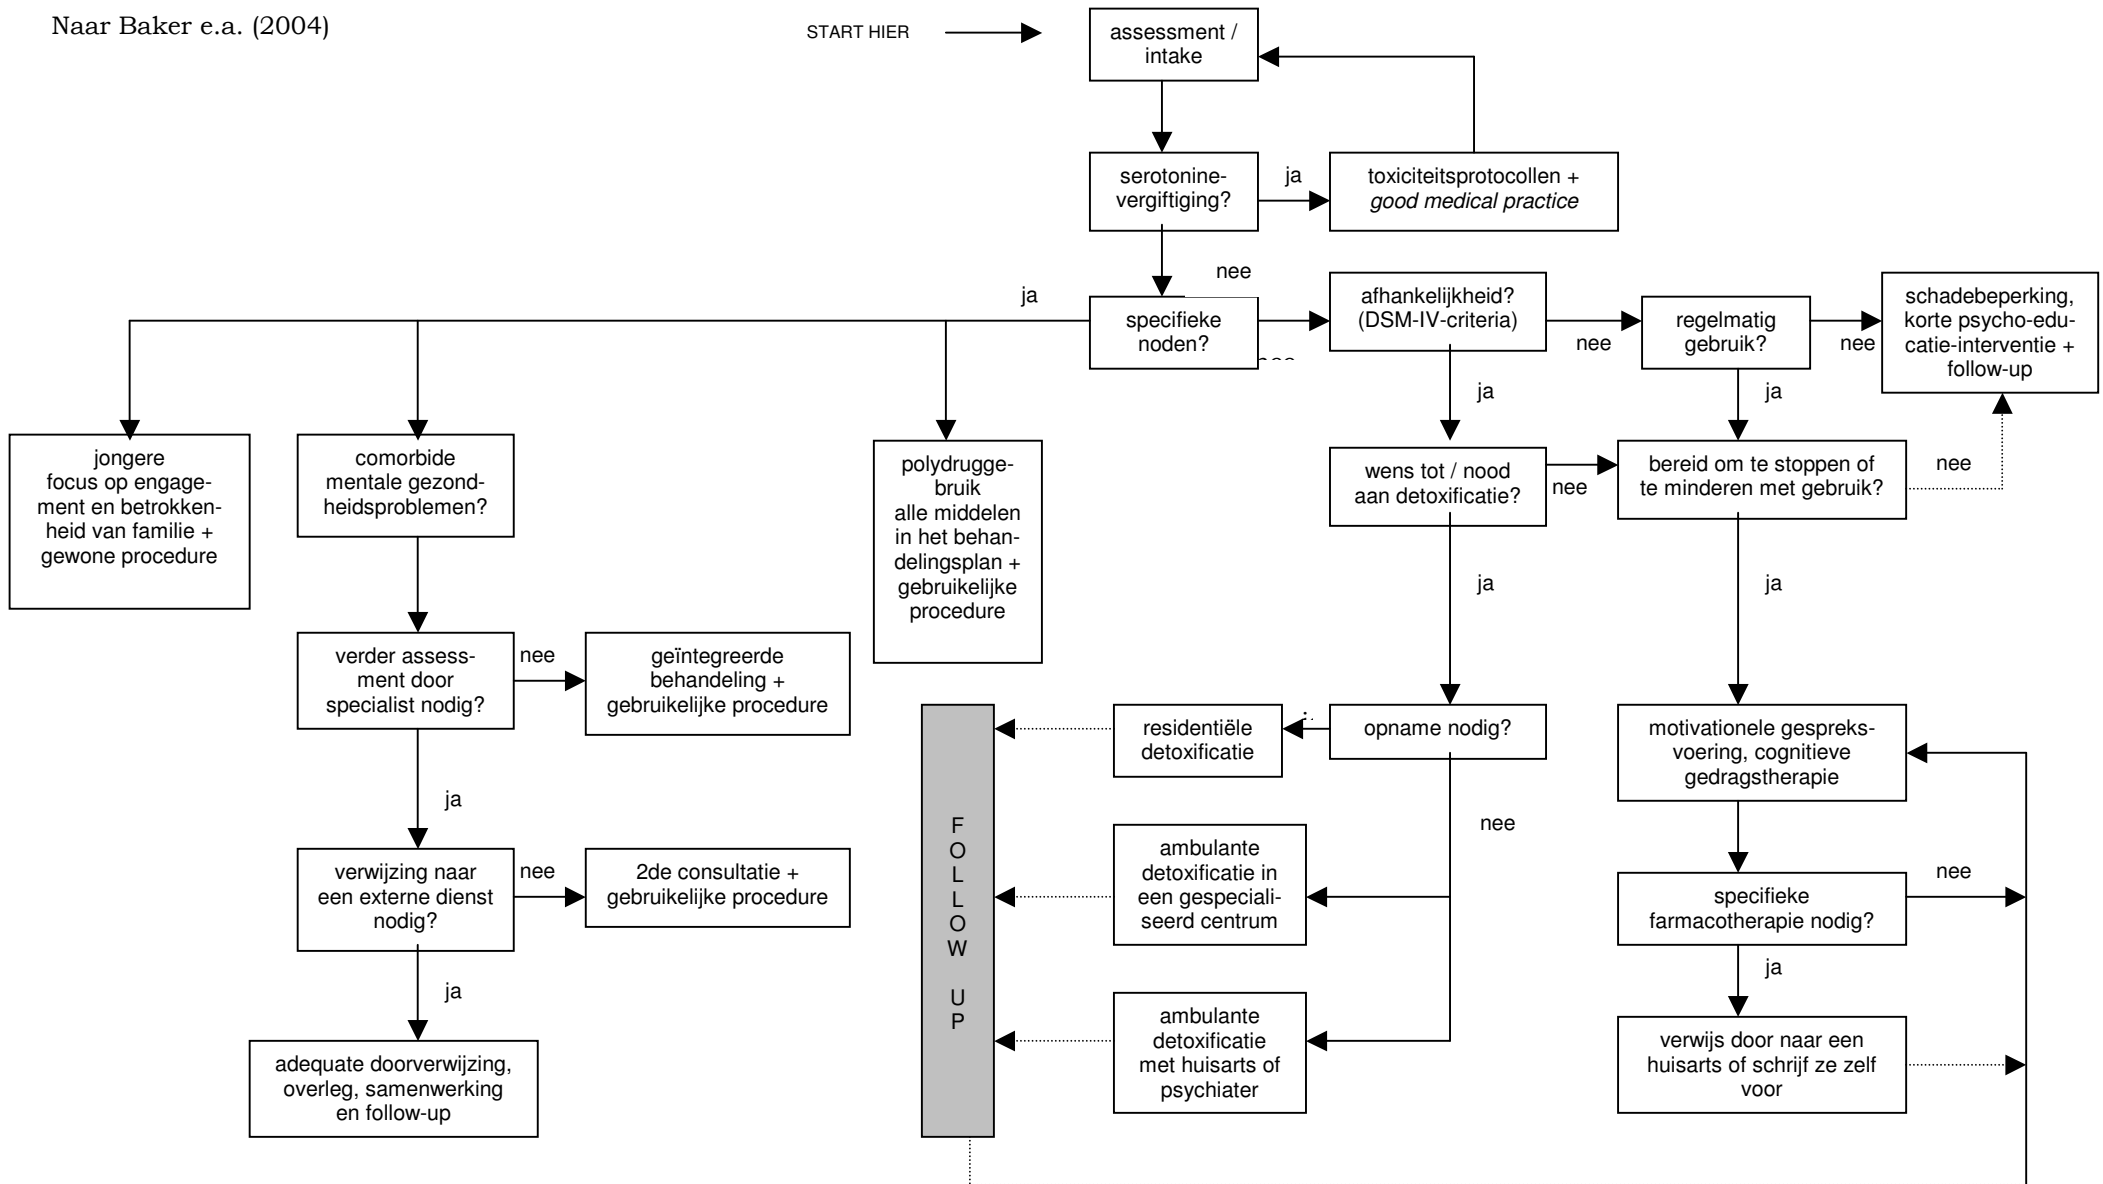 Naar Baker e.a. (2004)
START HIER
assessment /
intake
serotonine-
vergiftiging?
ja
toxiciteitsprotocollen +
good medical practice
nee
ja
specifieke
noden?
afhankelijkheid?
(DSM-IV-criteria)
nee
regelmatig
gebruik?
nee
schadebeperking,
korte psycho-edu-
catie-interventie +
follow-up
ja
ja
jongere
focus op engage-
ment en betrokken-
heid van familie +
gewone procedure
comorbide
mentale gezond-
heidsproblemen?
polydrugge-
bruik
alle middelen
in het behan-
delingsplan +
gebruikelijke
procedure
wens tot / nood
aan detoxificatie?
nee
bereid om te stoppen of
te minderen met gebruik?
nee
ja
ja
verder assess-
ment door
specialist nodig?
nee
geïntegreerde
behandeling +
gebruikelijke procedure
ja
verwijzing naar
een externe dienst
nodig?
nee
2de consultatie +
gebruikelijke procedure
ja
adequate doorverwijzing,
overleg, samenwerking
en follow-up
F
O
L
L
O
W
U
P
residentiële
detoxificatie
opname nodig?
nee
ambulante
detoxificatie in
een gespeciali-
seerd centrum
ambulante
detoxificatie
met huisarts of
psychiater
motivationele gespreks-
voering, cognitieve
gedragstherapie
specifieke
farmacotherapie nodig?
nee
ja
verwijs door naar een
huisarts of schrijf ze zelf
voor